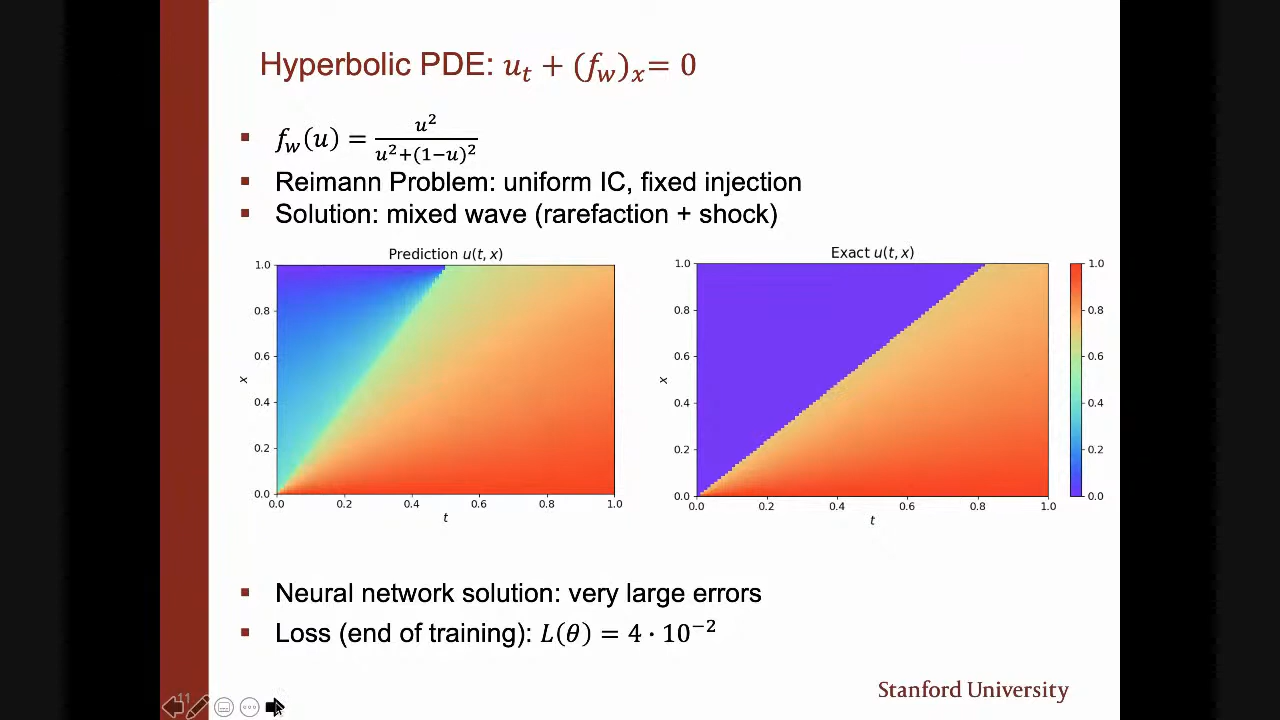 Hyperbolic PDE: u_t + (f_w)_x = 0
▪ f_w(u) = u²/(u²+(1−u)²)
▪ Reimann Problem: uniform IC, fixed injection
▪ Solution: mixed wave (rarefaction + shock)
Prediction u(t, x)
1.0
0.8
0.6
0.4
0.2
0.0
x
0.0 0.2 0.4 0.6 0.8 1.0
t
Exact u(t, x)
1.0
0.8
0.6
0.4
0.2
0.0
x
0.0 0.2 0.4 0.6 0.8 1.0
t
1.0
0.8
0.6
0.4
0.2
0.0
▪ Neural network solution: very large errors
▪ Loss (end of training): L(θ) = 4 · 10⁻²
11
Stanford University